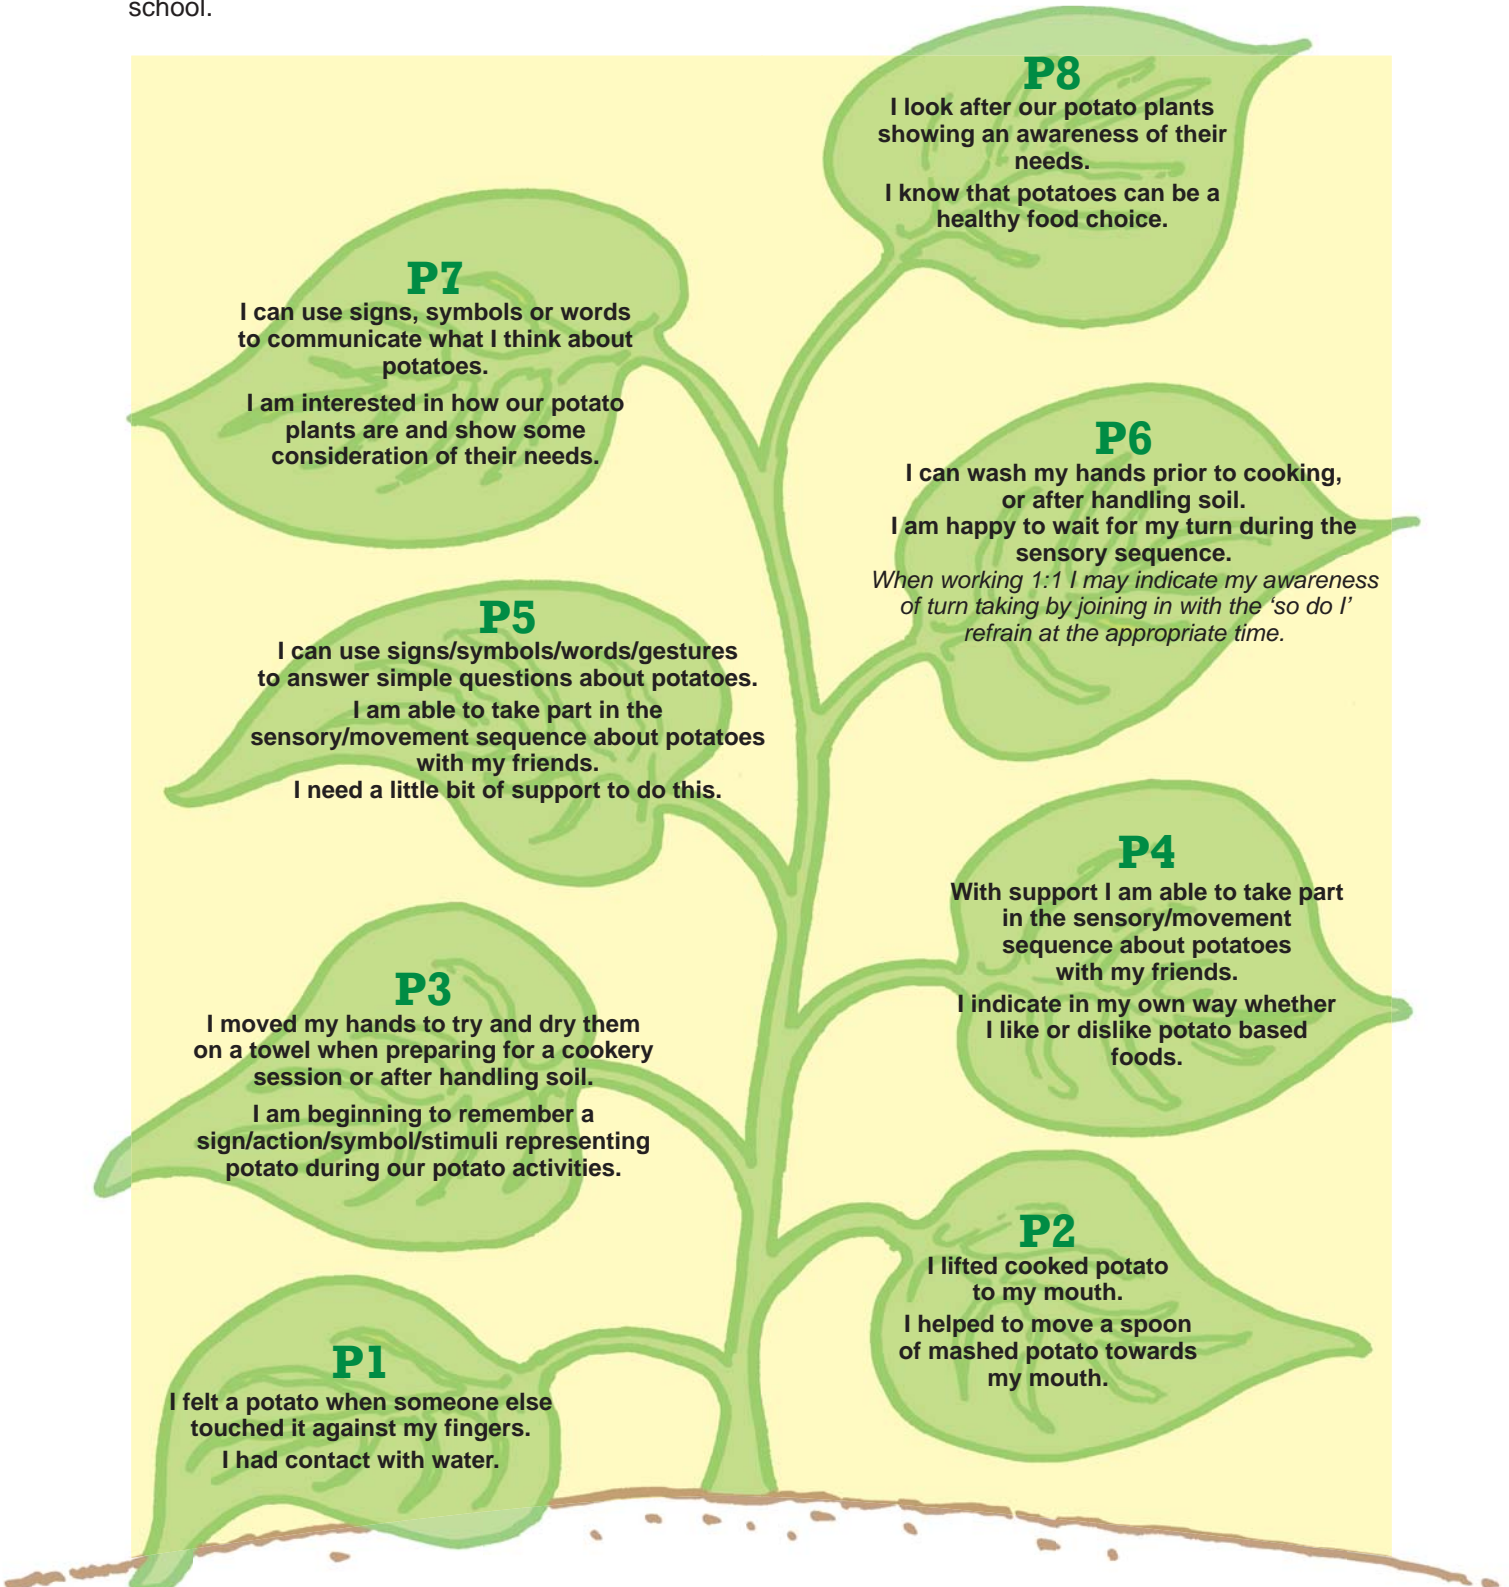 school.
P8
I look after our potato plants
showing an awareness of their
needs.
I know that potatoes can be a
healthy food choice.
P7
I can use signs, symbols or words
to communicate what I think about
potatoes.
I am interested in how our potato
plants are and show some
consideration of their needs.
P6
I can wash my hands prior to cooking,
or after handling soil.
I am happy to wait for my turn during the
sensory sequence.
When working 1:1 I may indicate my awareness
of turn taking by joining in with the ‘so do I’
refrain at the appropriate time.
P5
I can use signs/symbols/words/gestures
to answer simple questions about potatoes.
I am able to take part in the
sensory/movement sequence about potatoes
with my friends.
I need a little bit of support to do this.
P4
With support I am able to take part
in the sensory/movement
sequence about potatoes
with my friends.
I indicate in my own way whether
I like or dislike potato based
foods.
P3
I moved my hands to try and dry them
on a towel when preparing for a cookery
session or after handling soil.
I am beginning to remember a
sign/action/symbol/stimuli representing
potato during our potato activities.
P2
I lifted cooked potato
to my mouth.
I helped to move a spoon
of mashed potato towards
my mouth.
P1
I felt a potato when someone else
touched it against my fingers.
I had contact with water.